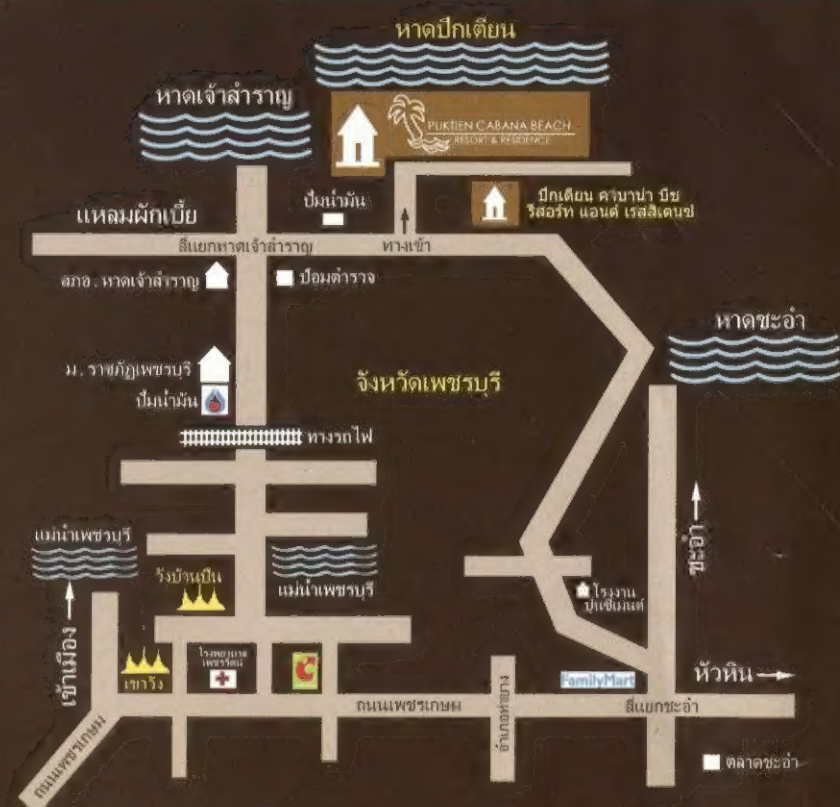 หาดปึกเตียน
หาดเจ้าสำราญ
PUKTIEN CABANA BEACH
RESORT & RESIDENCE
แหลมผักเบี้ย
ปั๊มน้ำมัน
ปึกเตียน คาบาน่า บีช
รีสอร์ท แอนด์ เรสสิเดนซ์
สี่แยกหาดเจ้าสำราญ
ทางเข้า
สภอ. หาดเจ้าสำราญ
ป้อมตำรวจ
หาดชะอำ
ม. ราชภัฏเพชรบุรี
จังหวัดเพชรบุรี
ปั๊มน้ำมัน
ทางรถไฟ
แม่น้ำเพชรบุรี
ชะอำ
วังบ้านปืน
แม่น้ำเพชรบุรี
โรงงาน
ปูนซีเมนต์
เข้าเมือง
โรงพยาบาล
เพชรรัตน์
เขาวัง
C
FamilyMart
หัวหิน
ถนนเพชรเกษม
อำเภอท่ายาง
สี่แยกชะอำ
ถนนเพชรเกษม
ตลาดชะอำ